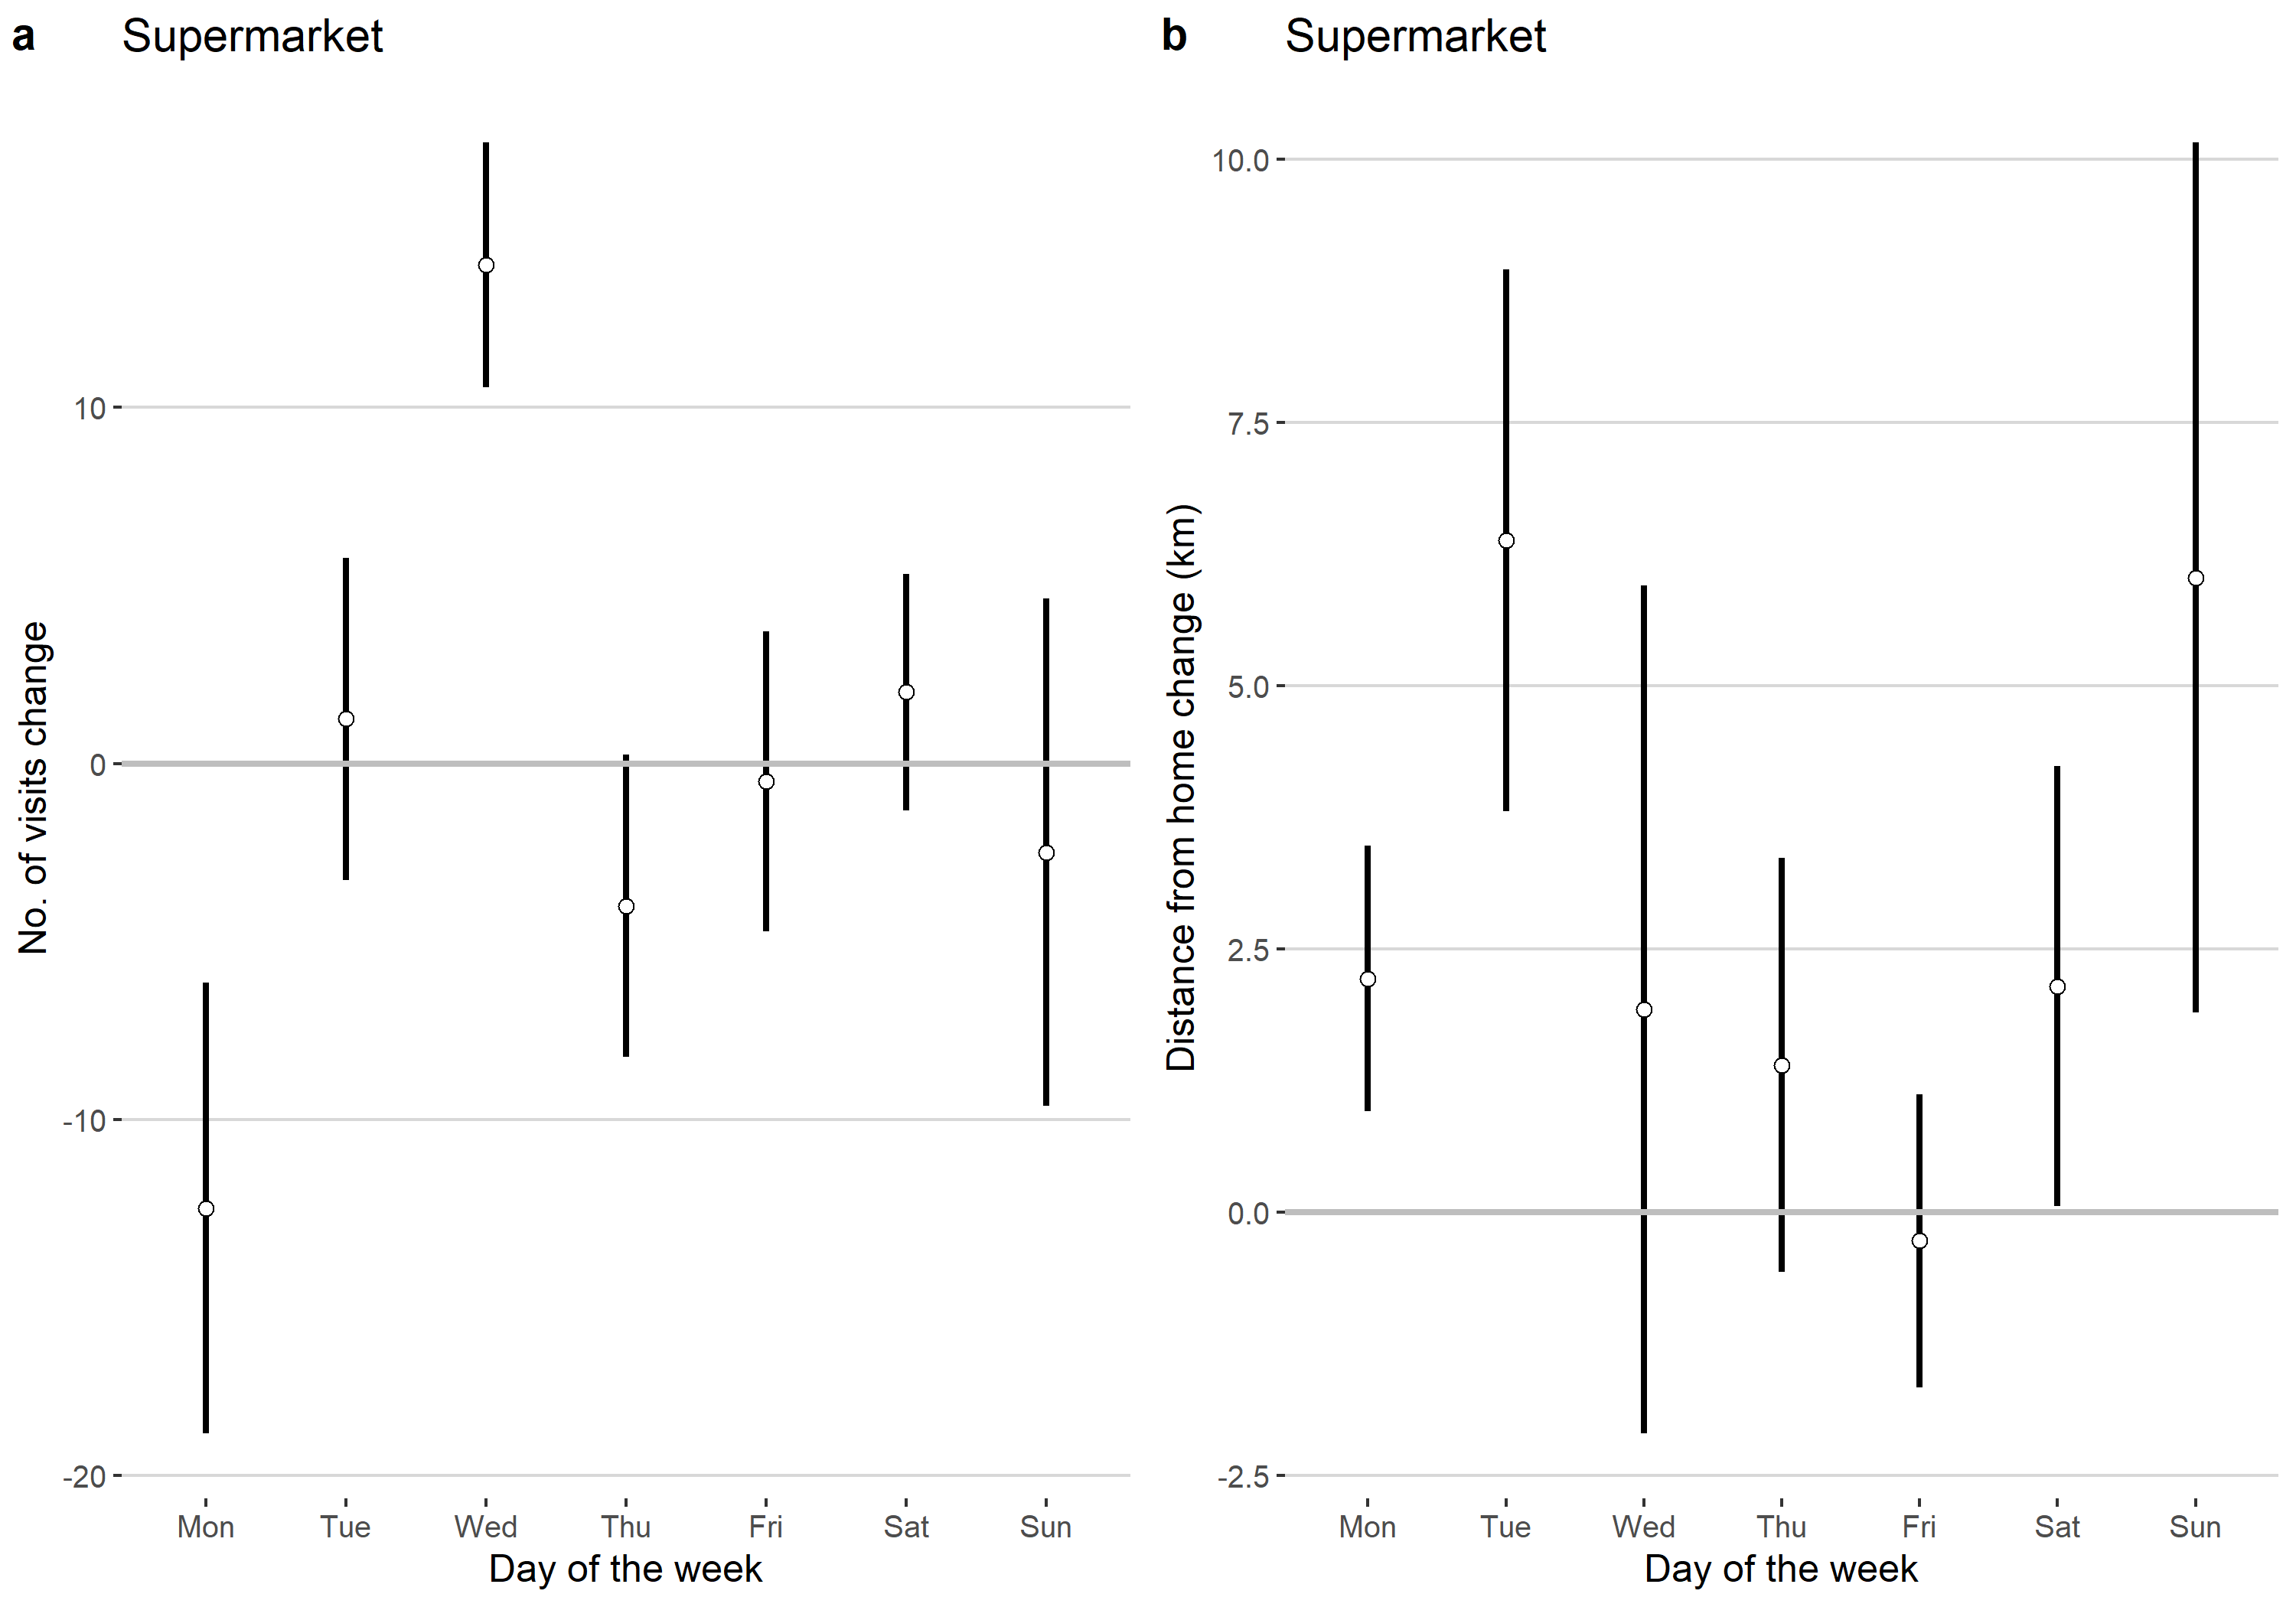 a Supermarket
10
0
-10
-20
No. of visits change
Mon Tue Wed Thu Fri Sat Sun
Day of the week
b Supermarket
10.0
7.5
5.0
2.5
0.0
-2.5
Distance from home change (km)
Mon Tue Wed Thu Fri Sat Sun
Day of the week